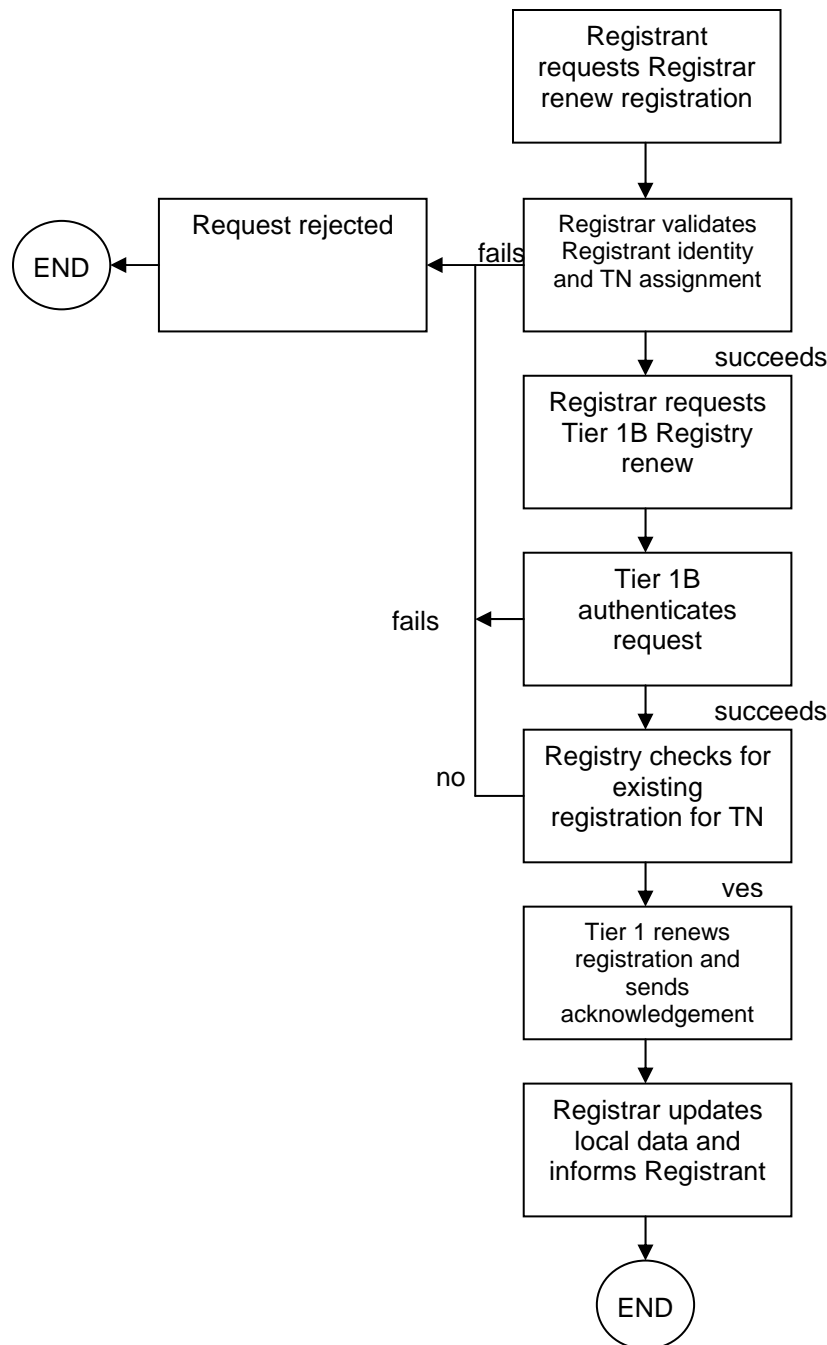 Registrant
requests Registrar
renew registration
Request rejected
END
fails
Registrar validates
Registrant identity
and TN assignment
succeeds
Registrar requests
Tier 1B Registry
renew
Tier 1B
authenticates
request
fails
succeeds
Registry checks for
existing
registration for TN
no
ves
Tier 1 renews
registration and
sends
acknowledgement
Registrar updates
local data and
informs Registrant
END